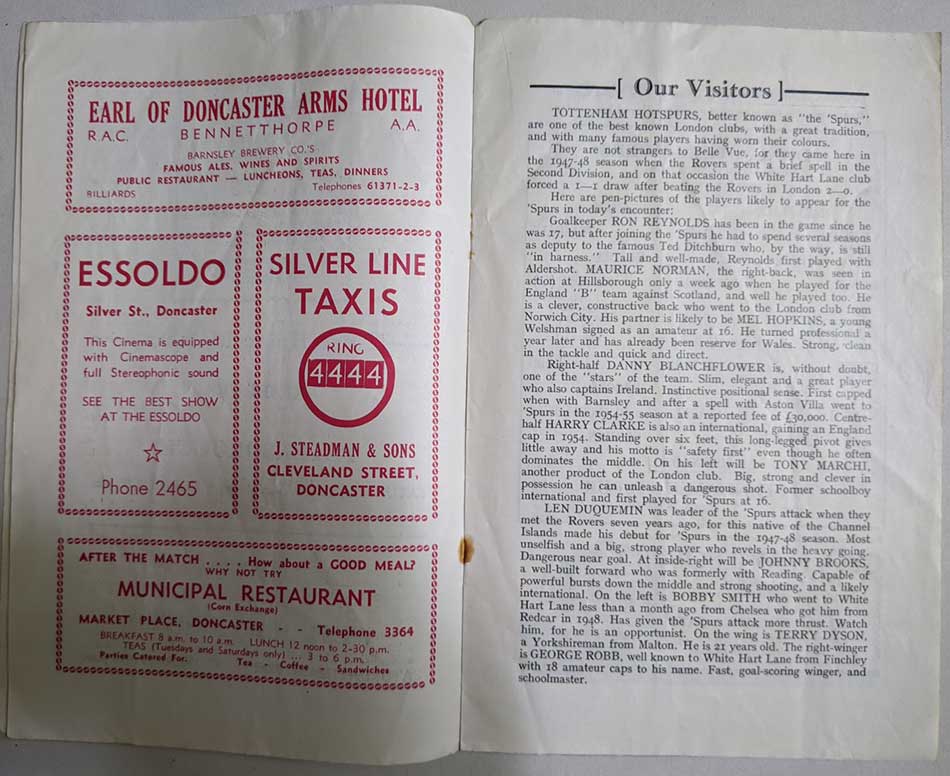 EARL OF DONCASTER ARMS HOTEL
R.A.C. BENNETTHORPE A.A.
BARNSLEY BREWERY CO.'S
FAMOUS ALES, WINES AND SPIRITS
PUBLIC RESTAURANT — LUNCHEONS, TEAS, DINNERS
BILLIARDS Telephones 61371-2-3
ESSOLDO
Silver St., Doncaster
This Cinema is equipped
with Cinemascope and
full Stereophonic sound
SEE THE BEST SHOW
AT THE ESSOLDO
Phone 2465
SILVER LINE
TAXIS
RING
4444
J. STEADMAN & SONS
CLEVELAND STREET,
DONCASTER
AFTER THE MATCH . . . . How about a GOOD MEAL?
WHY NOT TRY
MUNICIPAL RESTAURANT
(Corn Exchange)
MARKET PLACE, DONCASTER - - Telephone 3364
BREAKFAST 8 a.m. to 10 a.m. LUNCH 12 noon to 2-30 p.m.
TEAS (Tuesdays and Saturdays only) ... 3 to 6 p.m.
Parties Catered For. Tea - Coffee - Sandwiches
[ Our Visitors ]
TOTTENHAM HOTSPURS, better known as "the 'Spurs,"
are one of the best known London clubs, with a great tradition,
and with many famous players having worn their colours.
They are not strangers to Belle Vue, for they came here in
the 1947-48 season when the Rovers spent a brief spell in the
Second Division, and on that occasion the White Hart Lane club
forced a 1—1 draw after beating the Rovers in London 2—0.
Here are pen-pictures of the players likely to appear for the
'Spurs in today's encounter:
Goalkeeper RON REYNOLDS has been in the game since he
was 17, but after joining the 'Spurs he had to spend several seasons
as deputy to the famous Ted Ditchburn who, by the way, is still
"in harness." Tall and well-made, Reynolds first played with
Aldershot. MAURICE NORMAN, the right-back, was seen in
action at Hillsborough only a week ago when he played for the
England "B" team against Scotland, and well he played too. He
is a clever, constructive back who went to the London club from
Norwich City. His partner is likely to be MEL HOPKINS, a young
Welshman signed as an amateur at 16. He turned professional a
year later and has already been reserve for Wales. Strong, clean
in the tackle and quick and direct.
Right-half DANNY BLANCHFLOWER is, without doubt,
one of the "stars" of the team. Slim, elegant and a great player
who also captains Ireland. Instinctive positional sense. First capped
when with Barnsley and after a spell with Aston Villa went to
'Spurs in the 1954-55 season at a reported fee of £30,000. Centre-
half HARRY CLARKE is also an international, gaining an England
cap in 1954. Standing over six feet, this long-legged pivot gives
little away and his motto is "safety first" even though he often
dominates the middle. On his left will be TONY MARCHI,
another product of the London club. Big, strong and clever in
possession he can unleash a dangerous shot. Former schoolboy
international and first played for 'Spurs at 16.
LEN DUQUEMIN was leader of the 'Spurs attack when they
met the Rovers seven years ago, for this native of the Channel
Islands made his debut for 'Spurs in the 1947-48 season. Most
unselfish and a big, strong player who revels in the heavy going.
Dangerous near goal. At inside-right will be JOHNNY BROOKS,
a well-built forward who was formerly with Reading. Capable of
powerful bursts down the middle and strong shooting, and a likely
international. On the left is BOBBY SMITH who went to White
Hart Lane less than a month ago from Chelsea who got him from
Redcar in 1948. Has given the 'Spurs attack more thrust. Watch
him, for he is an opportunist. On the wing is TERRY DYSON,
a Yorkshireman from Malton. He is 21 years old. The right-winger
is GEORGE ROBB, well known to White Hart Lane from Finchley
with 18 amateur caps to his name. Fast, goal-scoring winger, and
schoolmaster.